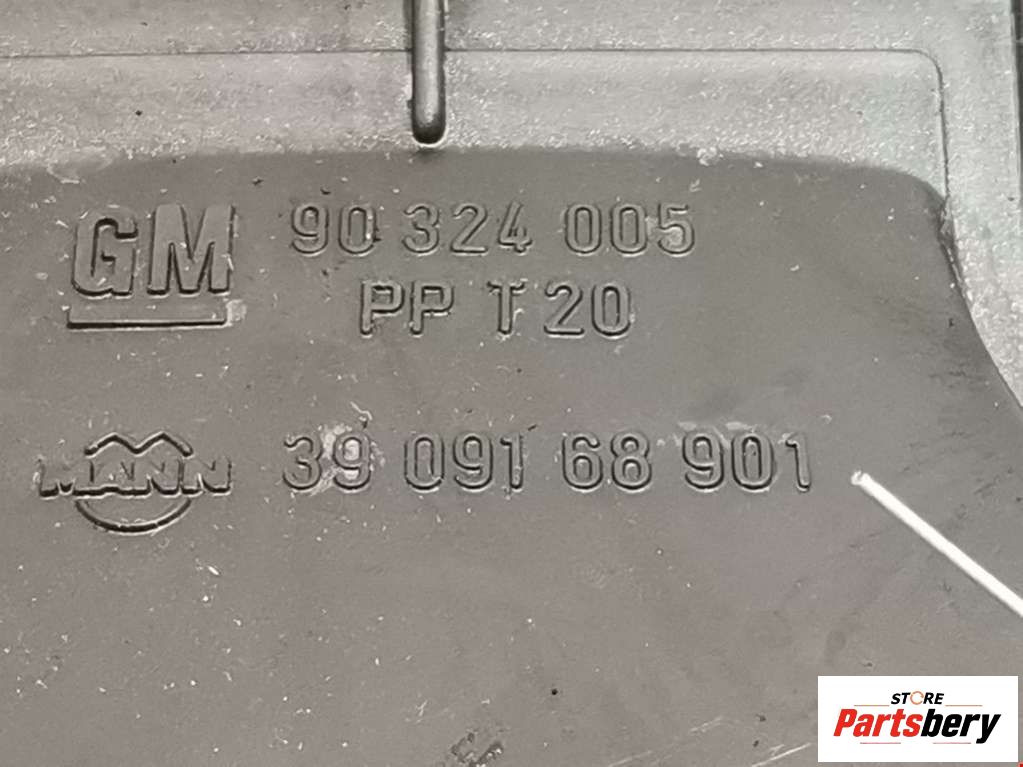 GM 90 324 005
PP T20
MANN 39 091 68 901
STORE
Partsbery